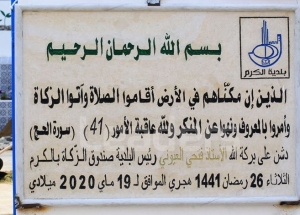 بلدية الكرم
بسم الله الرحمان الرحيم
الذين إن مكنّاهم في الأرض أقاموا الصلاة وآتوا الزكاة
وأمروا بالمعروف ونهوا عن المنكر ولله عاقبة الأمور (41) (سورة الحج)
دشن على بركة الله الأستاذ فتحي العيوني رئيس البلدية صندوق الزكاة بالكرم
الثلاثاء 26 رمضان 1441 هجري الموافق لـ 19 ماي 2020 ميلادي